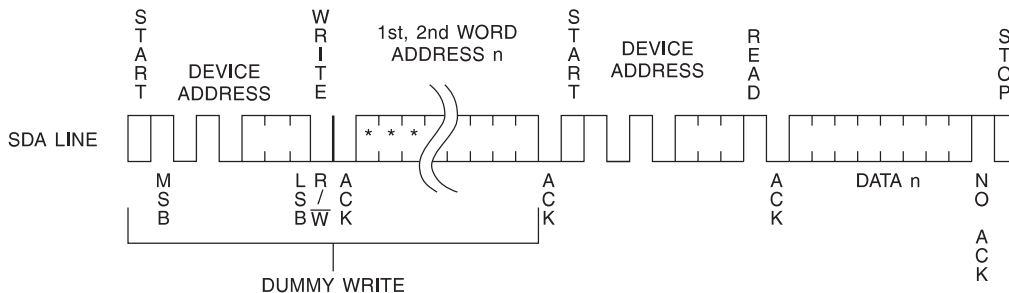 START
WRITE
1st, 2nd WORD
ADDRESS n
START
READ
STOP
DEVICE
ADDRESS
DEVICE
ADDRESS
SDA LINE
* * *
MSB
LSB
R/W
ACK
ACK
ACK
DATA n
NO ACK
DUMMY WRITE